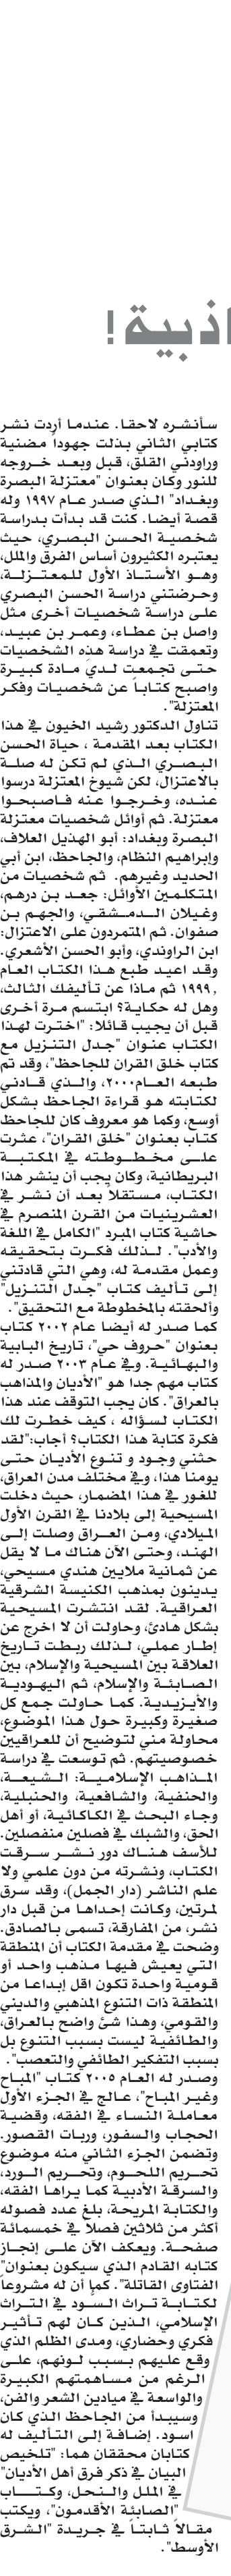 اذبية!
سأنشره لاحقا. عندما أردت نشر
كتابي الثاني بذلت جهوداً مضنية
وراودني القلق، قبل وبعد خروجه
للنور وكان بعنوان "معتزلة البصرة
وبغداد" الذي صدر عام ١٩٩٧ وله
قصة أيضا. كنت قد بدأت بدراسة
شخصية الحسن البصري، حيث
يعتبره الكثيرون أساس الفرق والملل،
وهو الأستاذ الأول للمعتزلة،
وحرضتني دراسة الحسن البصري
على دراسة شخصيات أخرى مثل
واصل بن عطاء، وعمر بن عبيد،
وتعمقت في دراسة هذه الشخصيات
حتى تجمعت لديَ مادة كبيرة
واصبح كتاباً عن شخصيات وفكر
المعتزلة".
تناول الدكتور رشيد الخيون في هذا
الكتاب بعد المقدمة ، حياة الحسن
البصري الذي لم تكن له صلة
بالاعتزال، لكن شيوخ المعتزلة درسوا
عنده، وخرجوا عنه فاصبحوا
معتزلة. ثم أوائل شخصيات معتزلة
البصرة وبغداد: أبو الهذيل العلاف،
وإبراهيم النظام، والجاحظ، ابن أبي
الحديد وغيرهم. ثم شخصيات من
المتكلمين الأوائل: جعد بن درهم،
وغيلان الدمشقي، والجهم بن
صفوان. ثم المتمردون على الاعتزال:
ابن الراوندي، وأبو الحسن الأشعري.
وقد اعيد طبع هذا الكتاب العام
١٩٩٩, ثم ماذا عن تأليفك الثالث،
وهل له حكاية؟ ابتسم مرة أخرى
قبل أن يجيب قائلا: "اخترت لهذا
الكتاب عنوان "جدل التنزيل مع
كتاب خلق القران للجاحظ"، وقد تم
طبعه العام٢٠٠٠، والذي قادني
لكتابته هو قراءة الجاحظ بشكل
أوسع، وكما هو معروف كان للجاحظ
كتاب بعنوان "خلق القران"، عثرت
على مخطوطته في المكتبة
البريطانية، وكان يجب أن ينشر هذا
الكتاب، مستقلاً بعد أن نشر في
العشرينيات من القرن المنصرم في
حاشية كتاب المبرد "الكامل في اللغة
والأدب". لذلك فكرت بتحقيقه
وعمل مقدمة له، وهي التي قادتني
إلى تأليف كتاب "جدل التنزيل"
وألحقته بالمخطوطة مع التحقيق".
كما صدر له أيضا عام ٢٠٠٢ كتاب
بعنوان "حروف حي"، تاريخ البابية
والبهائية. وفي عام ٢٠٠٣ صدر له
كتاب مهم جدا هو "الأديان والمذاهب
بالعراق". كان يجب التوقف عند هذا
الكتاب لسؤاله ، كيف خطرت لك
فكرة كتابة هذا الكتاب؟ أجاب:"لقد
حثني وجود و تنوع الأديان حتى
يومنا هذا، وفي مختلف مدن العراق،
للغور في هذا المضمار، حيث دخلت
المسيحية إلى بلادنا في القرن الأول
الميلادي، ومن العراق وصلت إلى
الهند، وحتى الآن هناك ما لا يقل
عن ثمانية ملايين هندي مسيحي،
يدينون بمذهب الكنيسة الشرقية
العراقية. لقد انتشرت المسيحية
بشكل هادئ، وحاولت أن لا اخرج عن
إطار عملي، لذلك ربطت تاريخ
العلاقة بين المسيحية والإسلام، بين
الصابئة والإسلام، ثم اليهودية
والأيزيدية. كما حاولت جمع كل
صغيرة وكبيرة حول هذا الموضوع،
محاولة مني لتوضيح أن للعراقيين
خصوصيتهم. ثم توسعت في دراسة
المذاهب الإسلامية: الشيعة،
والحنفية، والشافعية، والحنبلية،
وجاء البحث في الكاكائية، أو أهل
الحق، والشبك في فصلين منفصلين.
للأسف هناك دور نشر سرقت
الكتاب، ونشرته من دون علمي ولا
علم الناشر (دار الجمل)، وقد سرق
لمرتين، وكانت إحداها من قبل دار
نشر، من المفارقة، تسمى بالصادق.
وضحت في مقدمة الكتاب أن المنطقة
التي يعيش فيها مذهب واحد أو
قومية واحدة تكون اقل إبداعا من
المنطقة ذات التنوع المذهبي والديني
والقومي، وهذا شئ واضح بالعراق،
والطائفية ليست بسبب التنوع بل
بسبب التفكير الطائفي والتعصب".
وصدر له العام ٢٠٠٥ كتاب "المباح
وغير المباح"، عالج في الجزء الأول
معاملة النساء في الفقه، وقضية
الحجاب والسفور، وربات القصور.
وتضمن الجزء الثاني منه موضوع
تحريم اللحوم، وتحريم الورد،
والسرقة الأدبية كما يراها الفقه،
والكتابة المريحة، بلغ عدد فصوله
أكثر من ثلاثين فصلاً في خمسمائة
صفحة. ويعكف الآن على إنجاز
كتابه القادم الذي سيكون بعنوان"
الفتاوى القاتلة". كما أن له مشروعاً
لكتابة تراث السود في التراث
الإسلامي، الذين كان لهم تأثير
فكري وحضاري، ومدى الظلم الذي
وقع عليهم بسبب لونهم، على
الرغم من مساهمتهم الكبيرة
والواسعة في ميادين الشعر والفن،
وسيبدأ من الجاحظ الذي كان
اسود. إضافة إلى التأليف له
كتابان محققان هما: "تلخيص
البيان في ذكر فرق أهل الأديان"
في الملل والنحل، وكتاب
"الصابئة الأقدمون"، ويكتب
مقالاً ثابتاً في جريدة "الشرق
الأوسط".